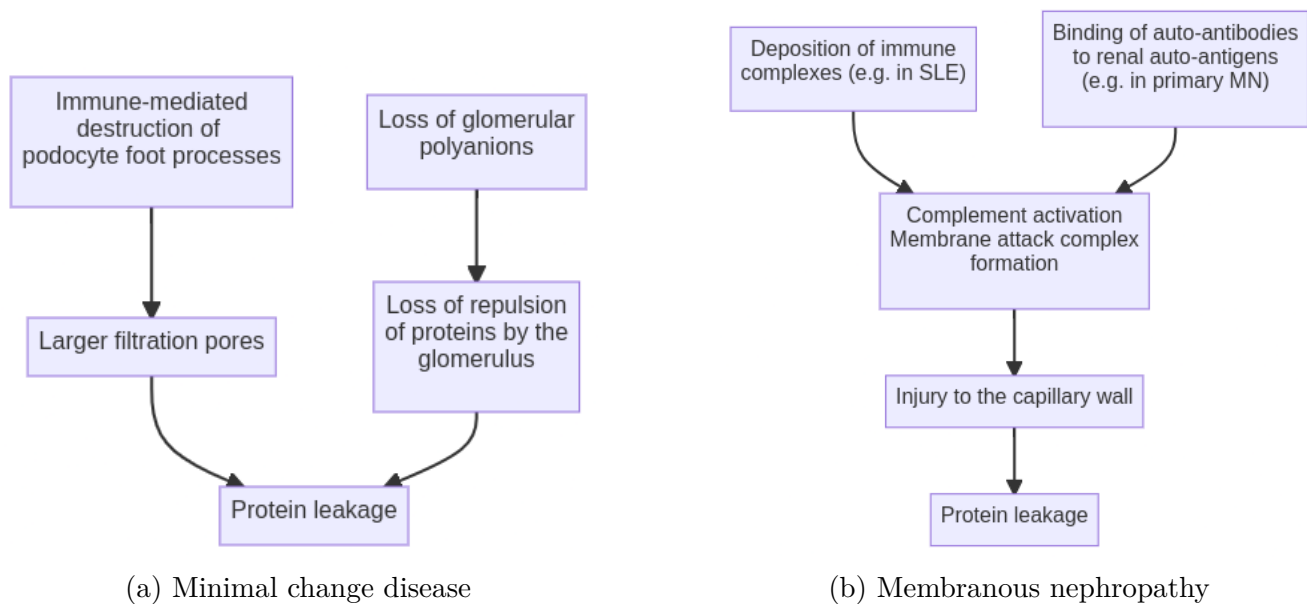 Immune-mediated
destruction of
podocyte foot processes
Loss of glomerular
polyanions
Larger filtration pores
Loss of repulsion
of proteins by the
glomerulus
Protein leakage
(a) Minimal change disease
Deposition of immune
complexes (e.g. in SLE)
Binding of auto-antibodies
to renal auto-antigens
(e.g. in primary MN)
Complement activation
Membrane attack complex
formation
Injury to the capillary wall
Protein leakage
(b) Membranous nephropathy